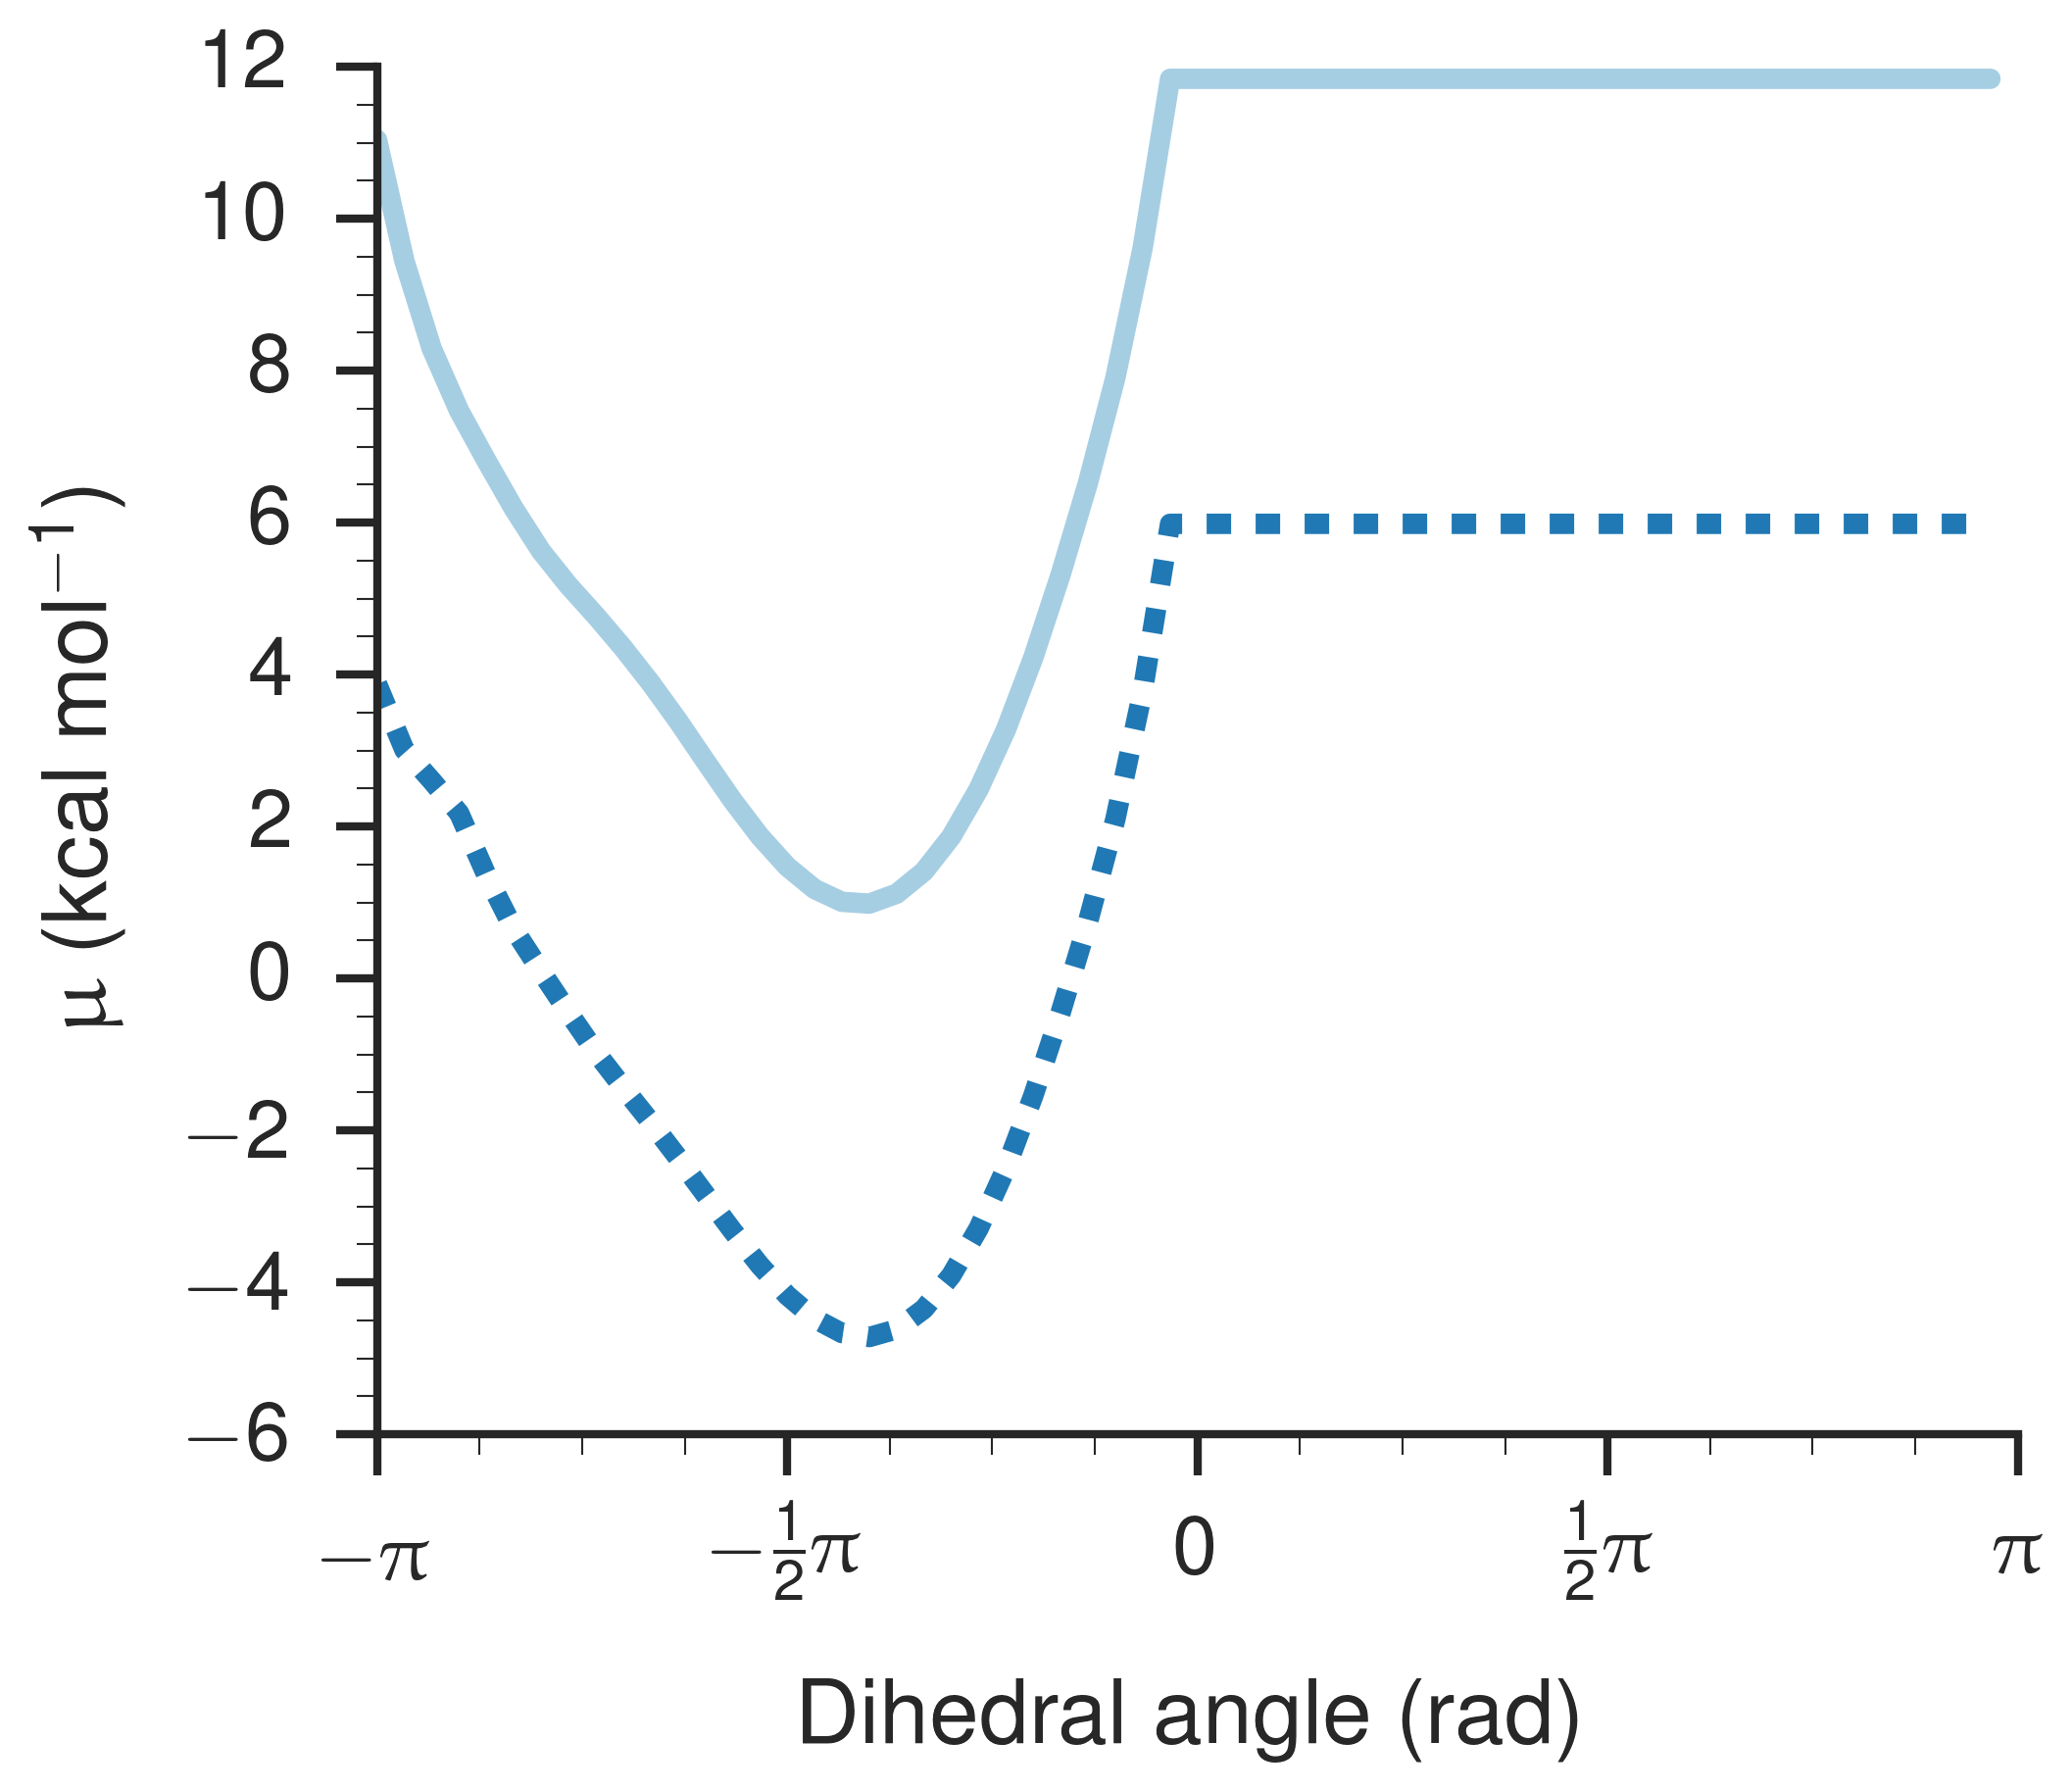 12
10
8
6
4
2
0
−2
−4
−6
μ (kcal mol⁻¹)
−π
−½π
0
½π
π
Dihedral angle (rad)